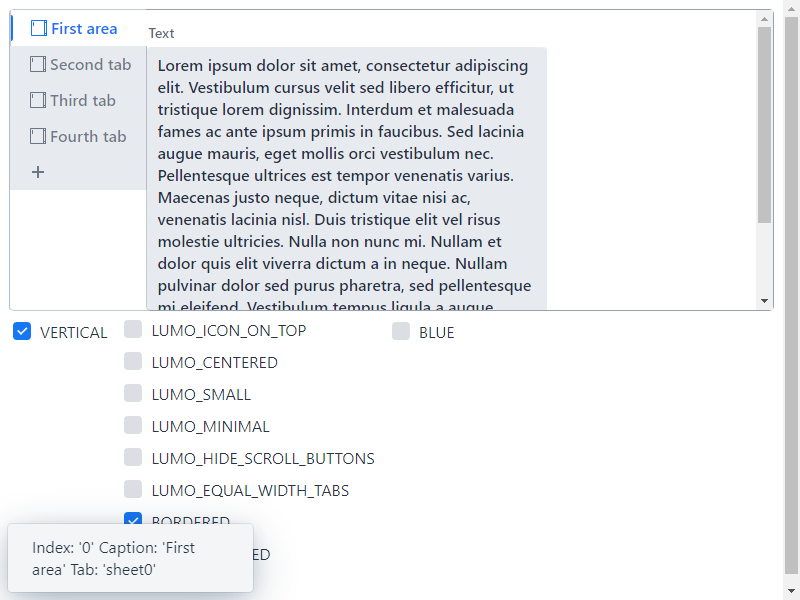 First area
Second tab
Third tab
Fourth tab
+
Text
Lorem ipsum dolor sit amet, consectetur adipiscing
elit. Vestibulum cursus velit sed libero efficitur, ut
tristique lorem dignissim. Interdum et malesuada
fames ac ante ipsum primis in faucibus. Sed lacinia
augue mauris, eget mollis orci vestibulum nec.
Pellentesque ultrices est tempor venenatis varius.
Maecenas justo neque, dictum vitae nisi ac,
venenatis lacinia nisl. Duis tristique elit vel risus
molestie ultricies. Nulla non nunc mi. Nullam et
dolor quis elit viverra dictum a in neque. Nullam
pulvinar dolor sed purus pharetra, sed pellentesque
mi eleifend. Vestibulum tempus ligula a augue
VERTICAL
LUMO_ICON_ON_TOP
LUMO_CENTERED
LUMO_SMALL
LUMO_MINIMAL
LUMO_HIDE_SCROLL_BUTTONS
LUMO_EQUAL_WIDTH_TABS
BORDERED
ED
BLUE
Index: '0' Caption: 'First
area' Tab: 'sheet0'